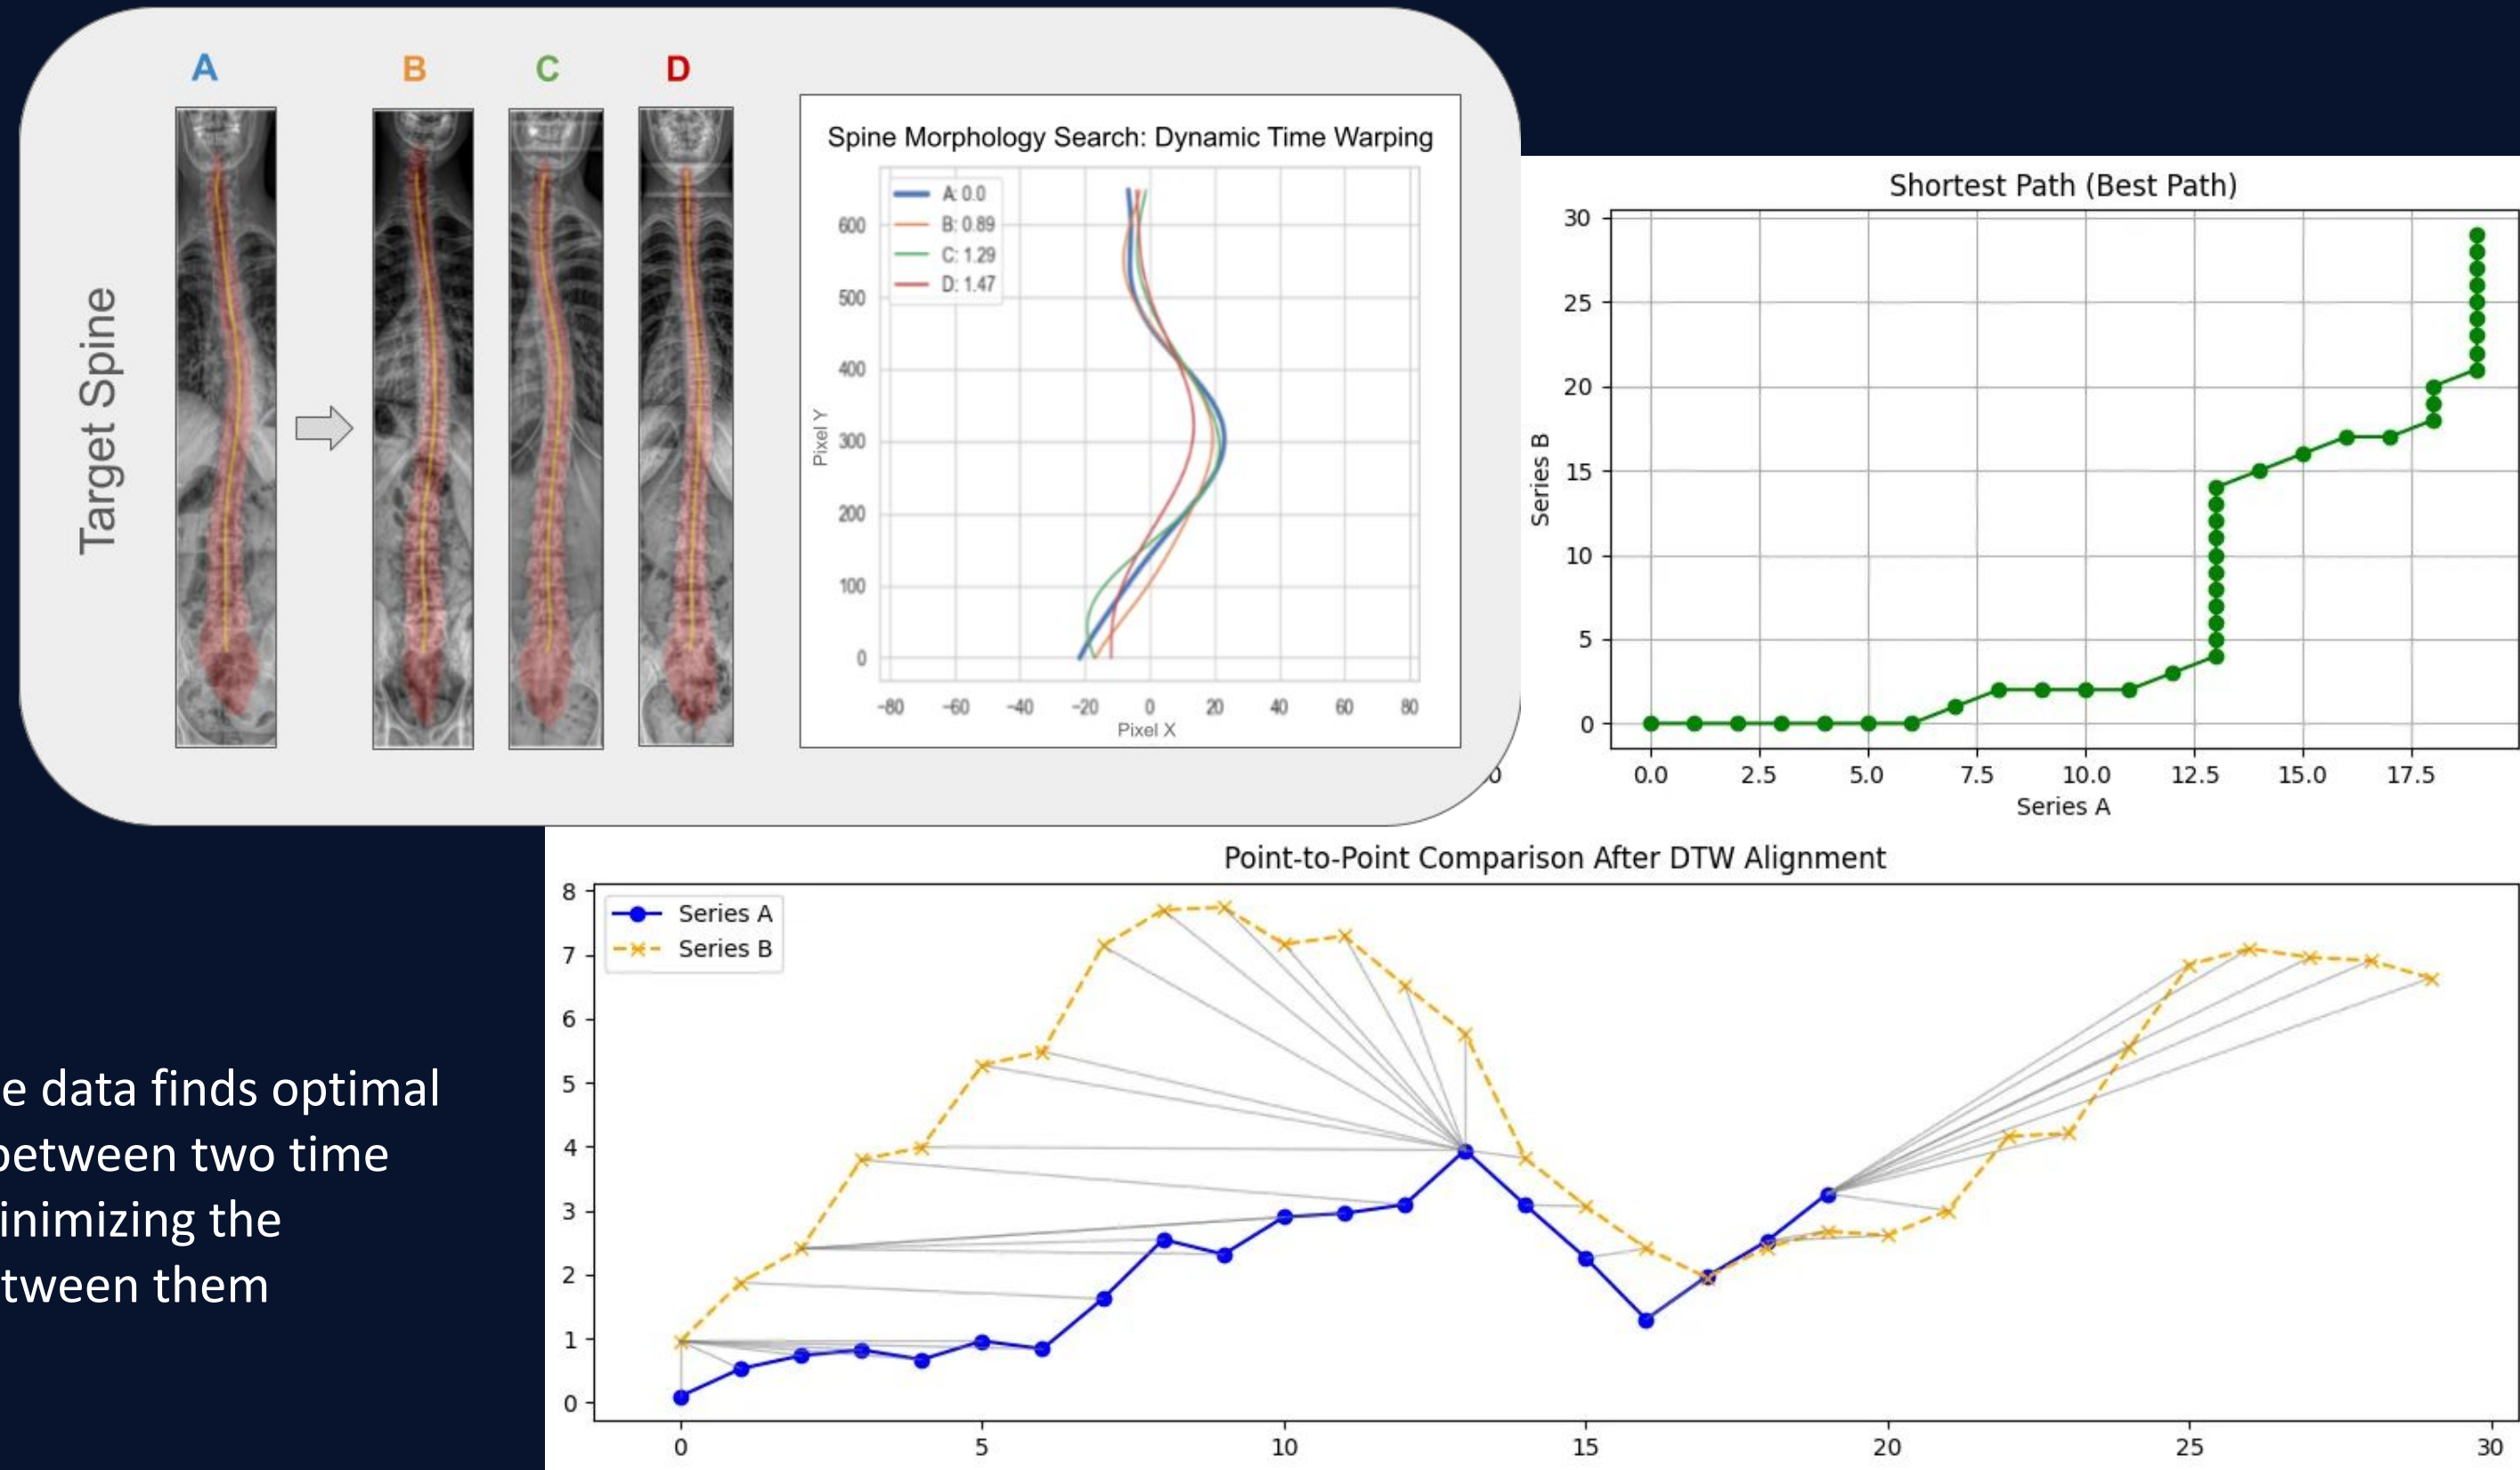 A B C D
Target Spine
Spine Morphology Search: Dynamic Time Warping
A: 0.0
B: 0.89
C: 1.29
D: 1.47
600
500
400
300
200
100
0
Pixel Y
-80 -60 -40 -20 0 20 40 60 80
Pixel X
Shortest Path (Best Path)
30
25
20
15
10
5
0
Series B
0.0 2.5 5.0 7.5 10.0 12.5 15.0 17.5
Series A
Point-to-Point Comparison After DTW Alignment
Series A
Series B
8
7
6
5
4
3
2
1
0
0 5 10 15 20 25 30
e data finds optimal
between two time
inimizing the
tween them